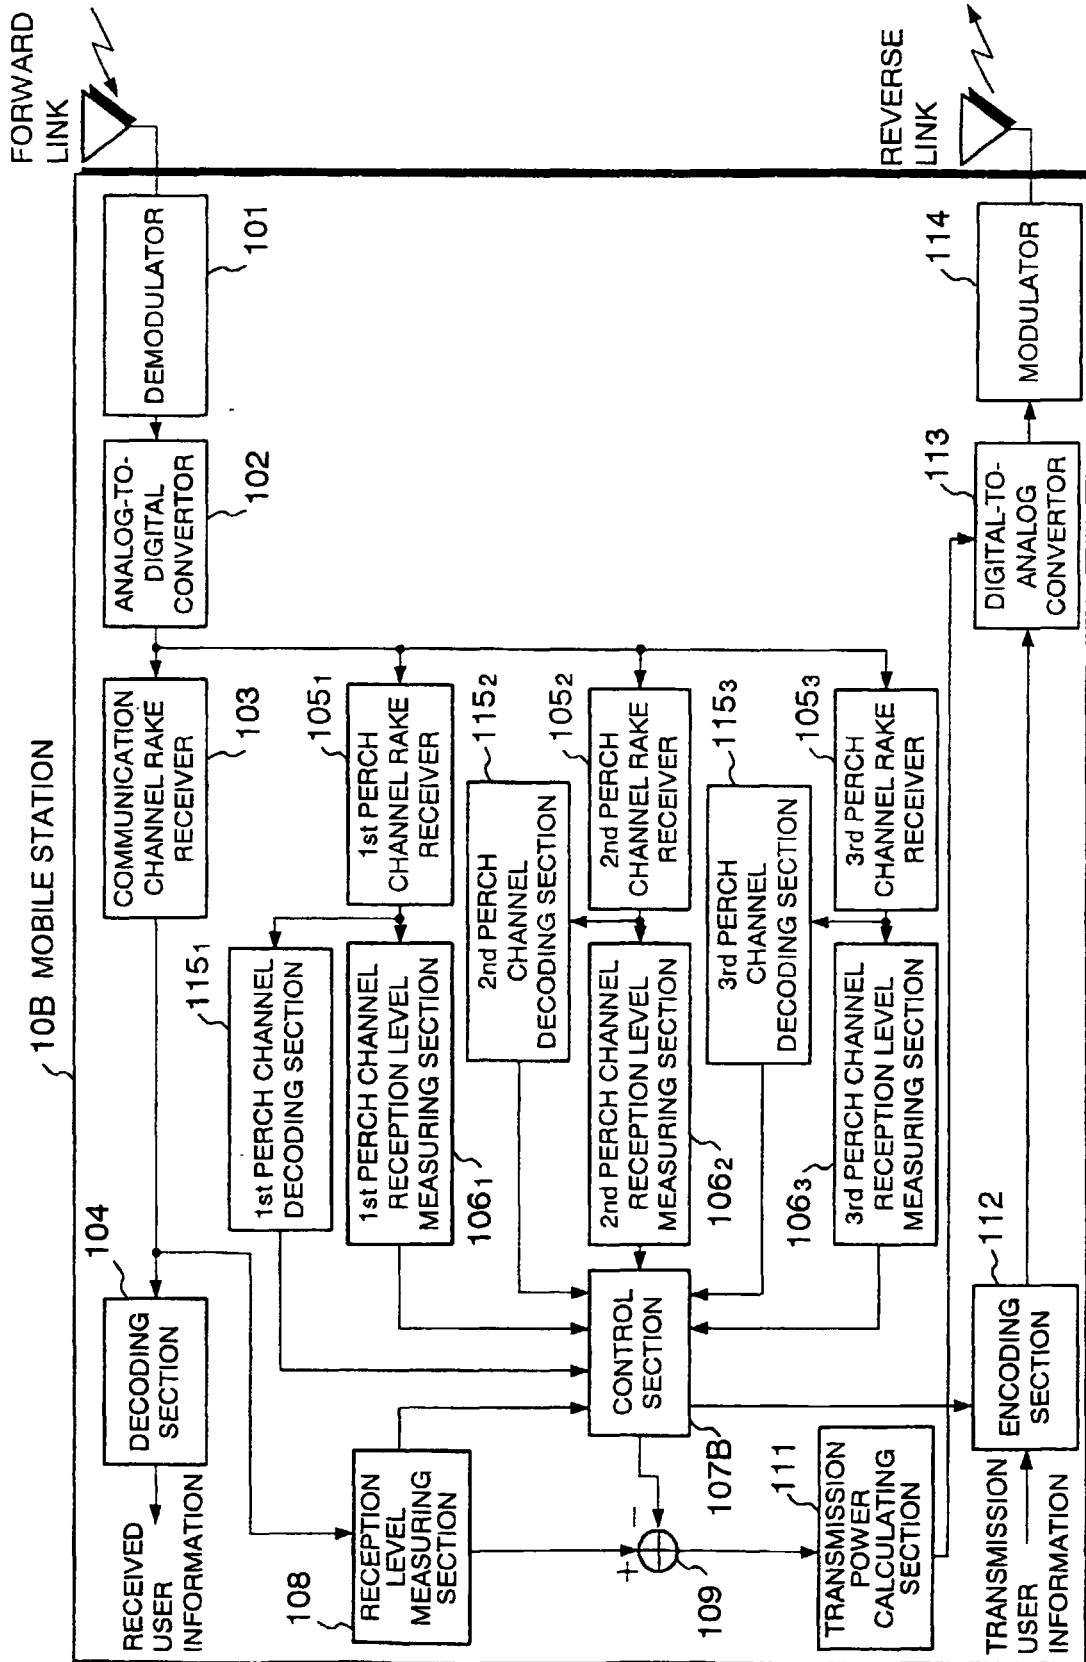 10B MOBILE STATION
FORWARD
LINK
DEMODULATOR
101
ANALOG-TO-
DIGITAL
CONVERTOR
102
COMMUNICATION
CHANNEL RAKE
RECEIVER
103
104
DECODING
SECTION
RECEIVED
USER
INFORMATION
1st PERCH
CHANNEL RAKE
RECEIVER
105₁
1st PERCH CHANNEL
DECODING SECTION
115₁
1st PERCH CHANNEL
RECEPTION LEVEL
MEASURING SECTION
106₁
2nd PERCH
CHANNEL
DECODING SECTION
115₂
2nd PERCH
CHANNEL RAKE
RECEIVER
105₂
2nd PERCH CHANNEL
RECEPTION LEVEL
MEASURING SECTION
106₂
3rd PERCH
CHANNEL
DECODING SECTION
115₃
3rd PERCH
CHANNEL RAKE
RECEIVER
105₃
3rd PERCH CHANNEL
RECEPTION LEVEL
MEASURING SECTION
106₃
CONTROL
SECTION
107B
RECEPTION
LEVEL
MEASURING
SECTION
108
+
−
109
TRANSMISSION
POWER
CALCULATING
SECTION
111
TRANSMISSION
USER
INFORMATION
ENCODING
SECTION
112
DIGITAL-TO-
ANALOG
CONVERTOR
113
MODULATOR
114
REVERSE
LINK